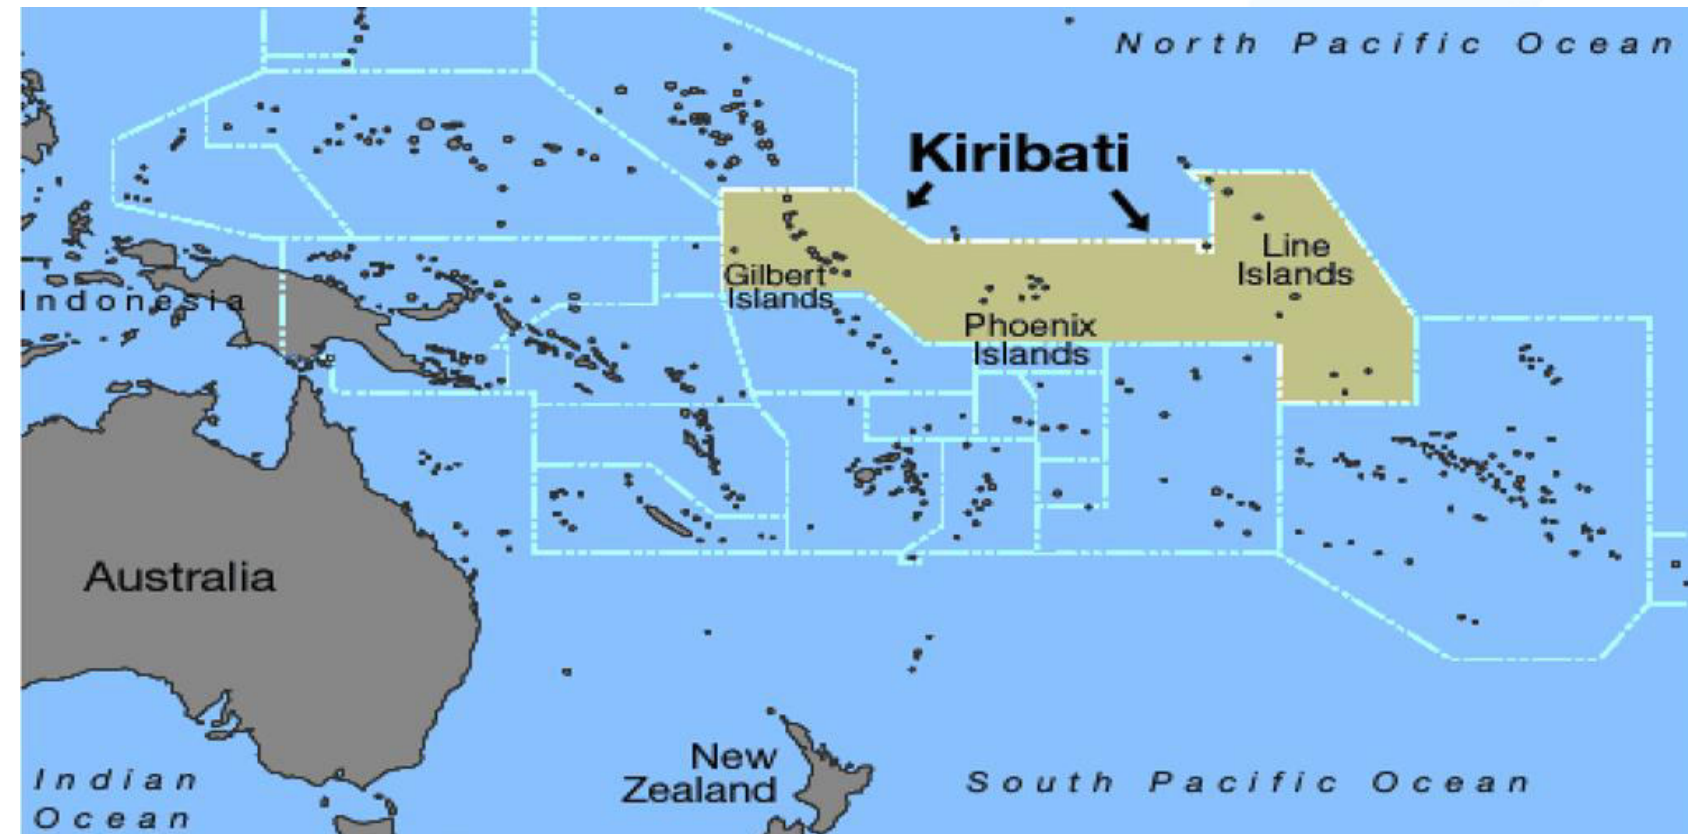 North Pacific Ocean
Kiribati
Line
Islands
Gilbert
Islands
Indonesia
Phoenix
Islands
Australia
New
Zealand
South Pacific Ocean
Indian
Ocean